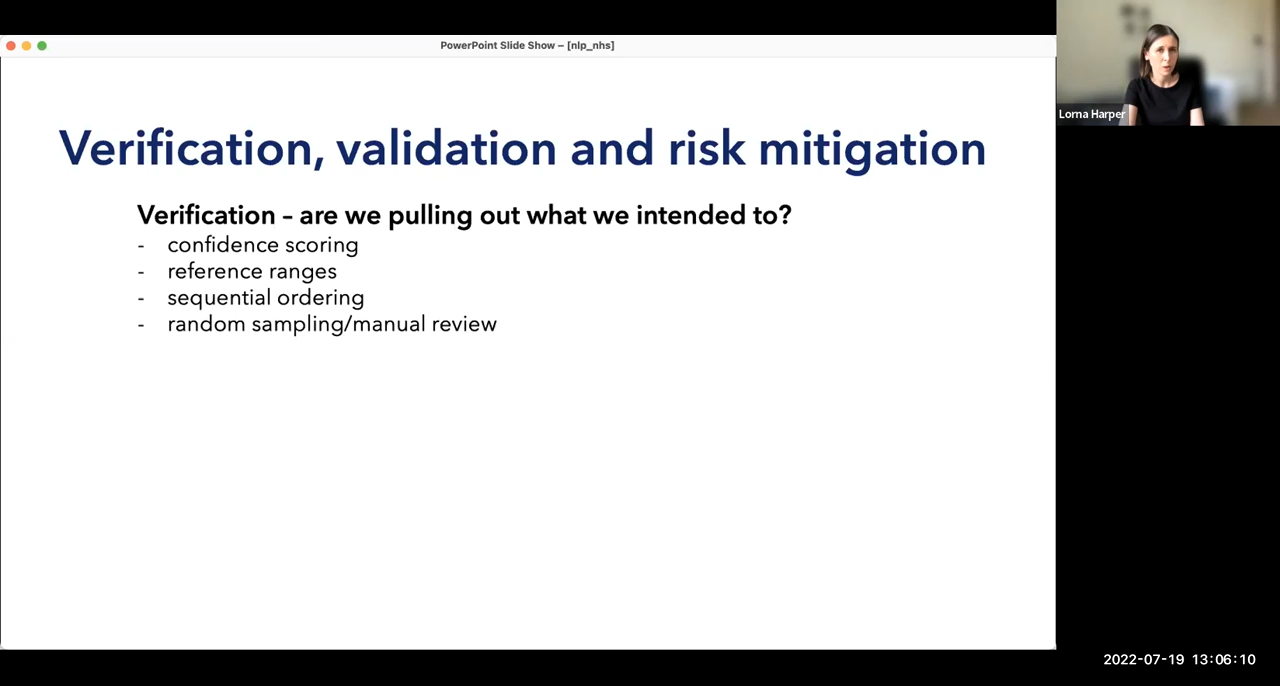 PowerPoint Slide Show – [nlp_nhs]
Lorna Harper
Verification, validation and risk mitigation
Verification – are we pulling out what we intended to?
- confidence scoring
- reference ranges
- sequential ordering
- random sampling/manual review
2022-07-19 13:06:10